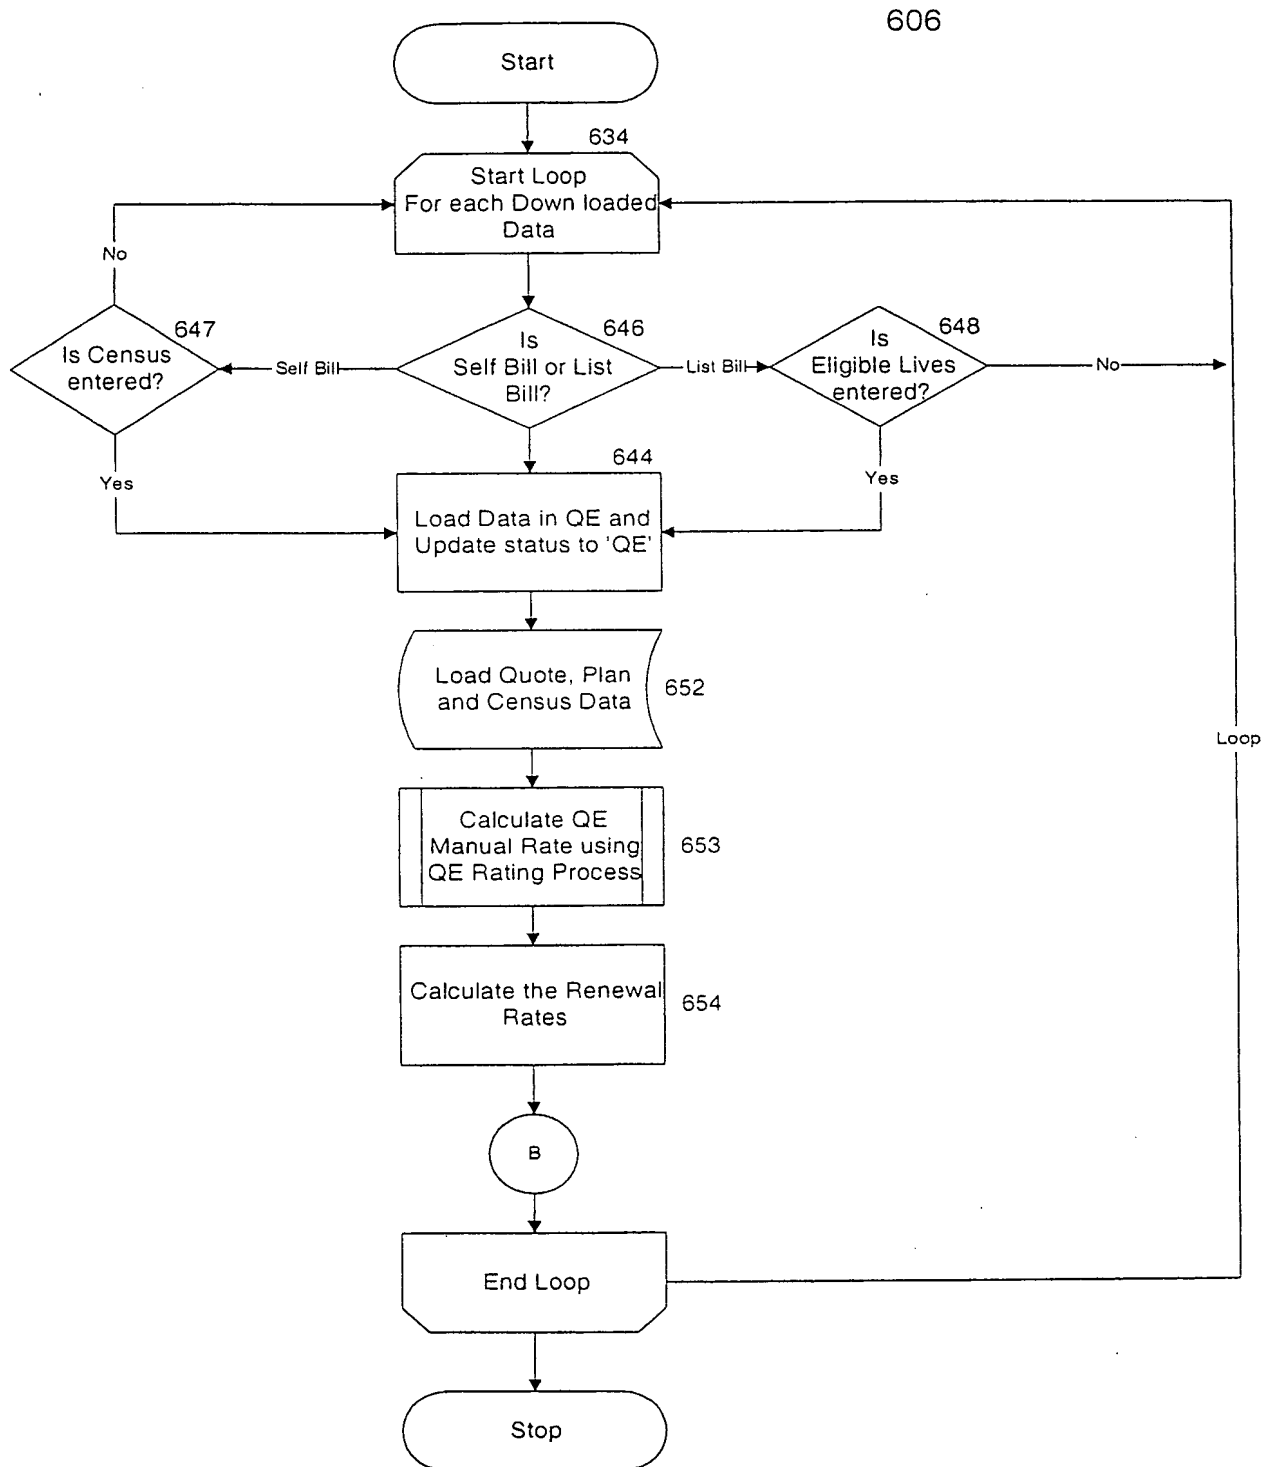 606
Start
634
Start Loop
For each Down loaded
Data
No
647
Is Census
entered?
Self Bill
646
Is
Self Bill or List
Bill?
List Bill
648
Is
Eligible Lives
entered?
No
Yes
644
Load Data in QE and
Update status to 'QE'
Yes
Load Quote, Plan
and Census Data
652
Loop
Calculate QE
Manual Rate using
QE Rating Process
653
Calculate the Renewal
Rates
654
B
End Loop
Stop